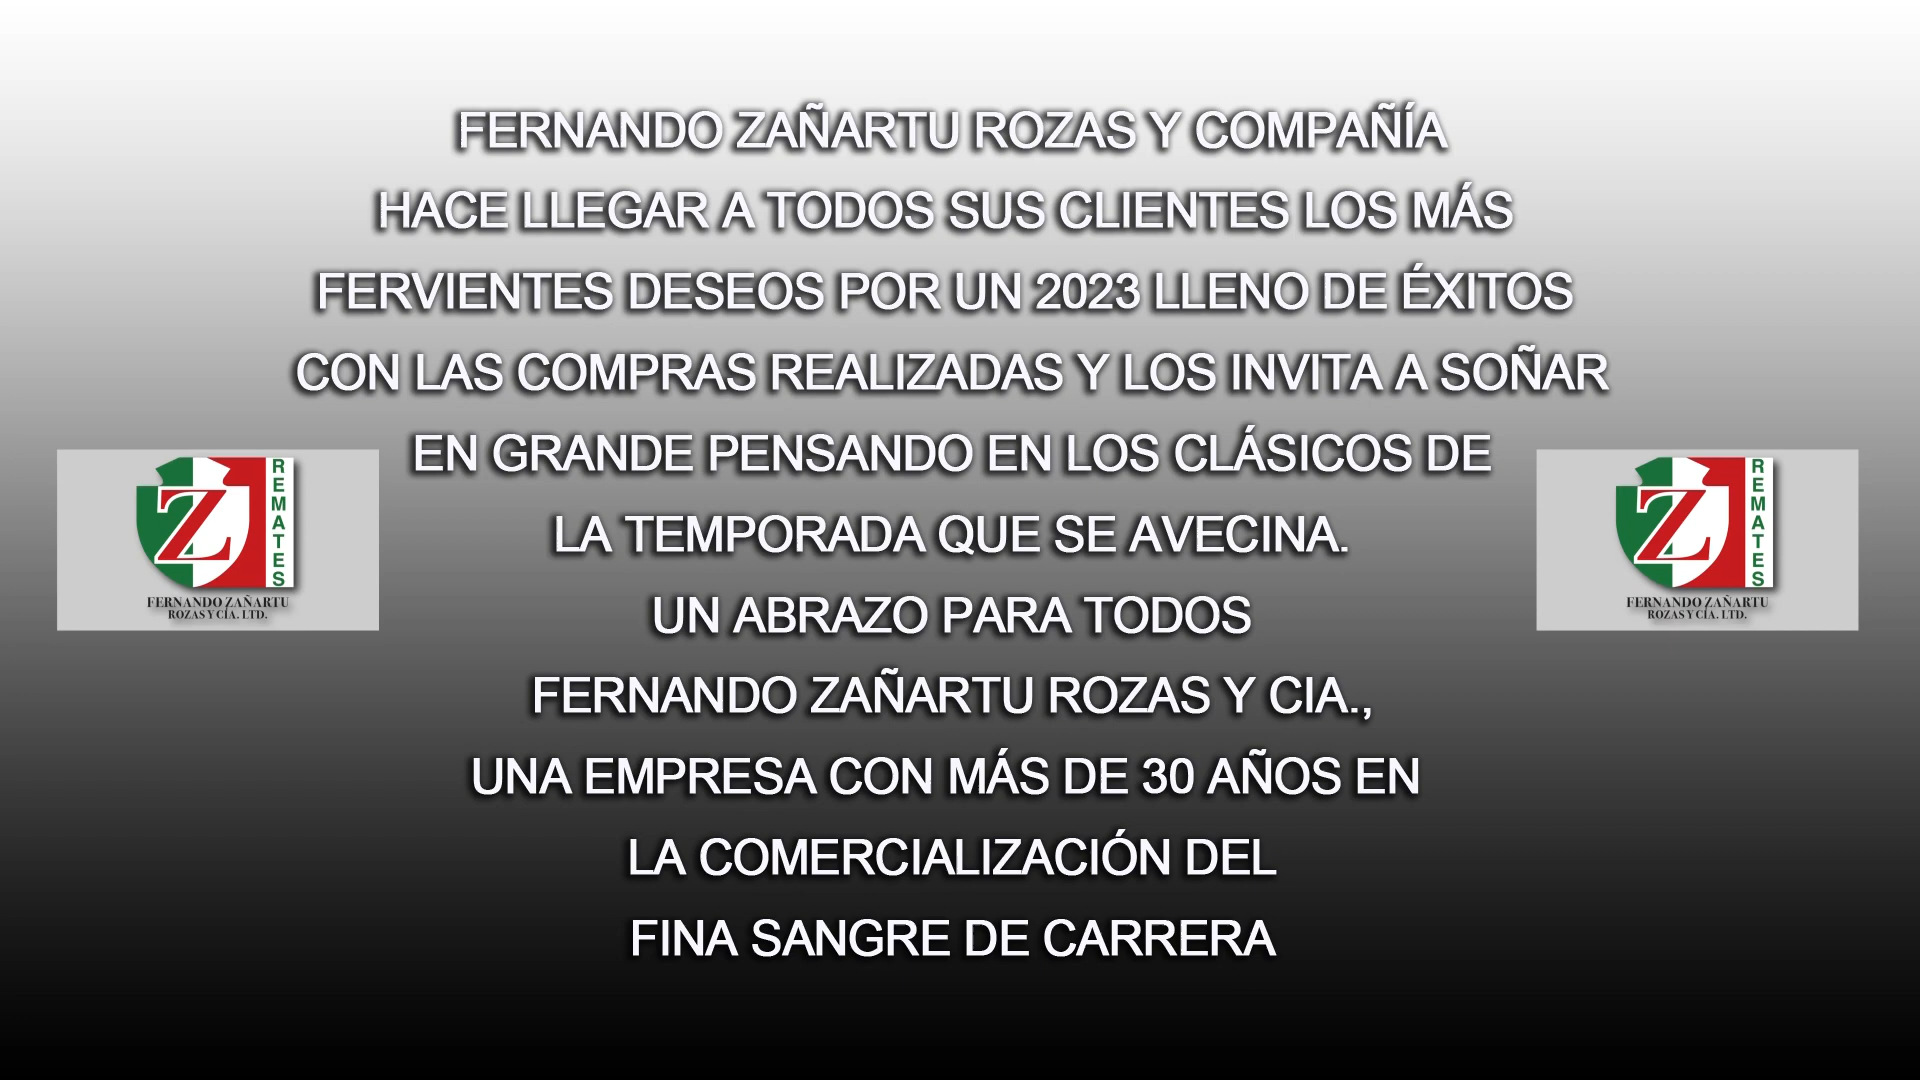 FERNANDO ZAÑARTU ROZAS Y COMPAÑÍA
HACE LLEGAR A TODOS SUS CLIENTES LOS MÁS
FERVIENTES DESEOS POR UN 2023 LLENO DE ÉXITOS
CON LAS COMPRAS REALIZADAS Y LOS INVITA A SOÑAR
EN GRANDE PENSANDO EN LOS CLÁSICOS DE
LA TEMPORADA QUE SE AVECINA.
UN ABRAZO PARA TODOS
FERNANDO ZAÑARTU ROZAS Y CIA.,
UNA EMPRESA CON MÁS DE 30 AÑOS EN
LA COMERCIALIZACIÓN DEL
FINA SANGRE DE CARRERA
Z
REMATES
FERNANDO ZAÑARTU
ROZAS Y CÍA. LTD.
Z
REMATES
FERNANDO ZAÑARTU
ROZAS Y CÍA. LTD.